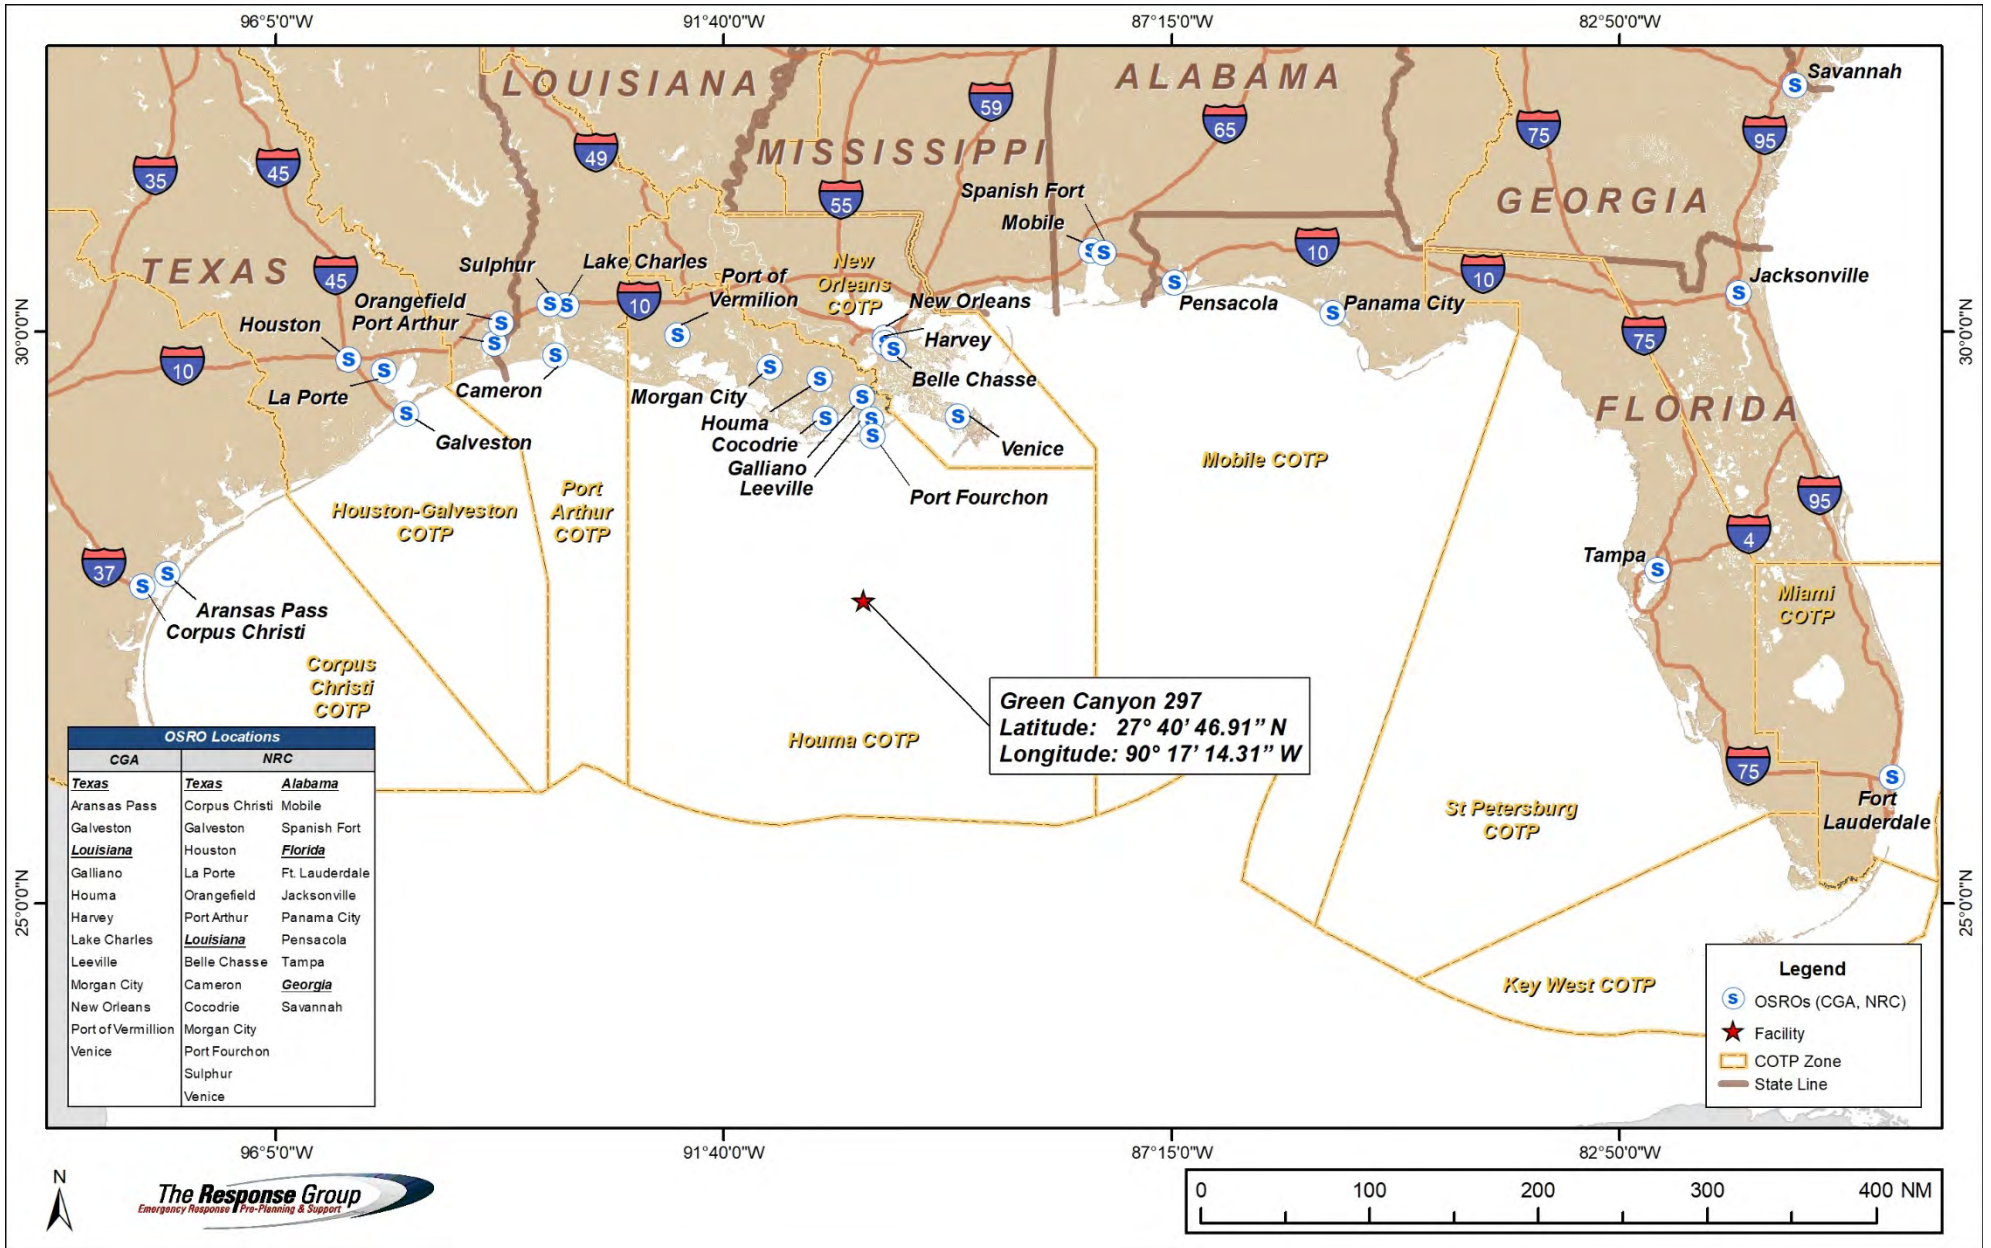 96°5'0"W
91°40'0"W
87°15'0"W
82°50'0"W
30°0'0"N
25°0'0"N
30°0'0"N
25°0'0"N
LOUISIANA
ALABAMA
MISSISSIPPI
GEORGIA
TEXAS
FLORIDA
35
45
45
10
37
49
10
55
59
65
10
10
75
95
75
95
4
75
Savannah
Spanish Fort
Mobile
Jacksonville
Pensacola
Panama City
Sulphur
Lake Charles
Port of
Vermilion
New
Orleans
COTP
New Orleans
Harvey
Belle Chasse
Orangefield
Port Arthur
Houston
La Porte
Galveston
Cameron
Morgan City
Houma
Cocodrie
Galliano
Leeville
Port Fourchon
Venice
Mobile COTP
Houston-Galveston
COTP
Port
Arthur
COTP
Aransas Pass
Corpus Christi
Corpus
Christi
COTP
Tampa
Miami
COTP
Green Canyon 297
Latitude: 27° 40' 46.91” N
Longitude: 90° 17' 14.31” W
Houma COTP
St Petersburg
COTP
Fort
Lauderdale
Key West COTP
OSRO Locations
CGA
NRC
Texas
Aransas Pass
Galveston
Louisiana
Galliano
Houma
Harvey
Lake Charles
Leeville
Morgan City
New Orleans
Port of Vermillion
Venice
Texas
Corpus Christi
Galveston
Houston
La Porte
Orangefield
Port Arthur
Louisiana
Belle Chasse
Cameron
Cocodrie
Morgan City
Port Fourchon
Sulphur
Venice
Alabama
Mobile
Spanish Fort
Florida
Ft. Lauderdale
Jacksonville
Panama City
Pensacola
Tampa
Georgia
Savannah
Legend
S OSROs (CGA, NRC)
Facility
COTP Zone
State Line
96°5'0"W
91°40'0"W
87°15'0"W
82°50'0"W
N
The Response Group
Emergency Response Pre-Planning & Support
0 100 200 300 400 NM